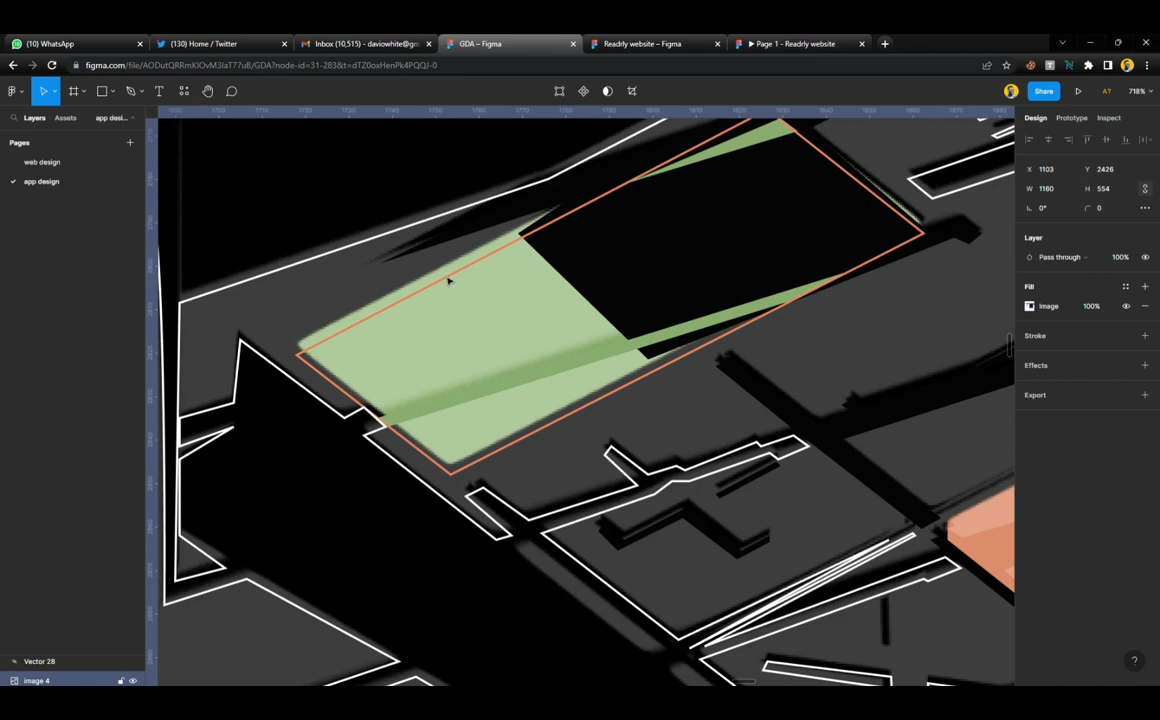 (10) WhatsApp
(130) Home / Twitter
Inbox (10,515) - daviowhite@gm
GDA – Figma
Readrly website – Figma
▶ Page 1 - Readrly website
figma.com/file/AODutQRRmKIOvM3IaT77uB/GDA?node-id=31-283&t=dTZ0oxHenPk4PQQJ-0
Share
A?
718%
Layers
Assets
app desi...
Design
Prototype
Inspect
Pages
web design
app design
X 1103
Y 2426
W 1160
H 554
0°
0
Layer
Pass through
100%
Fill
Image
100%
Stroke
Effects
Export
Vector 28
image 4
?